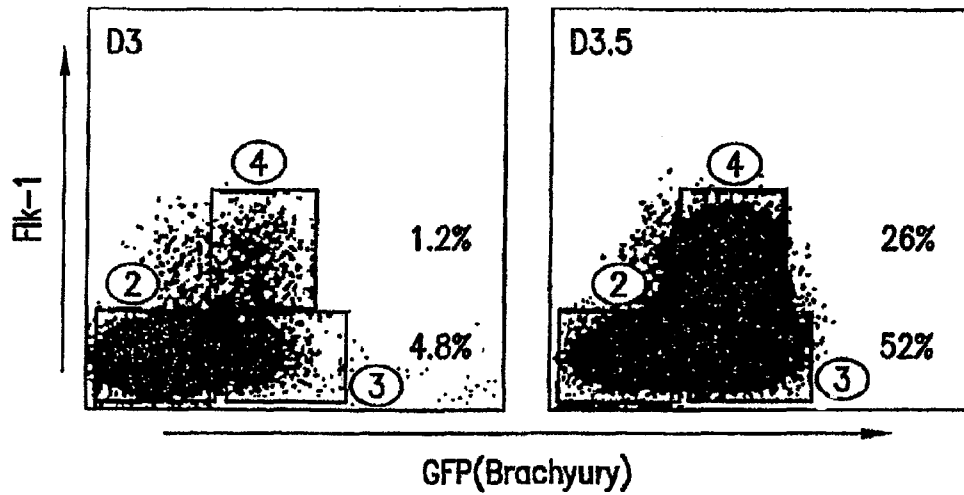 D3
D3.5
④
④
Flk-1
1.2%
26%
②
②
4.8%
52%
③
③
GFP(Brachyury)